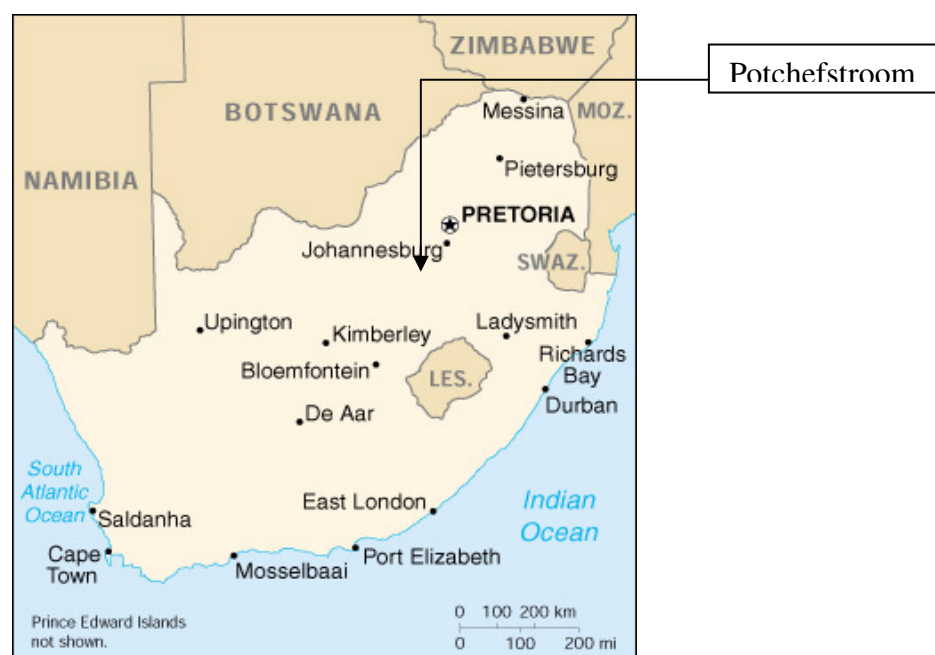 ZIMBABWE
Potchefstroom
BOTSWANA
Messina
MOZ.
Pietersburg
NAMIBIA
PRETORIA
Johannesburg
SWAZ.
Upington
Kimberley
Ladysmith
Bloemfontein
LES.
Richards
Bay
Durban
De Aar
South
Atlantic
Ocean
Saldanha
East London
Indian
Ocean
Cape
Town
Mosselbaai
Port Elizabeth
Prince Edward Islands
not shown.
0 100 200 km
0 100 200 mi